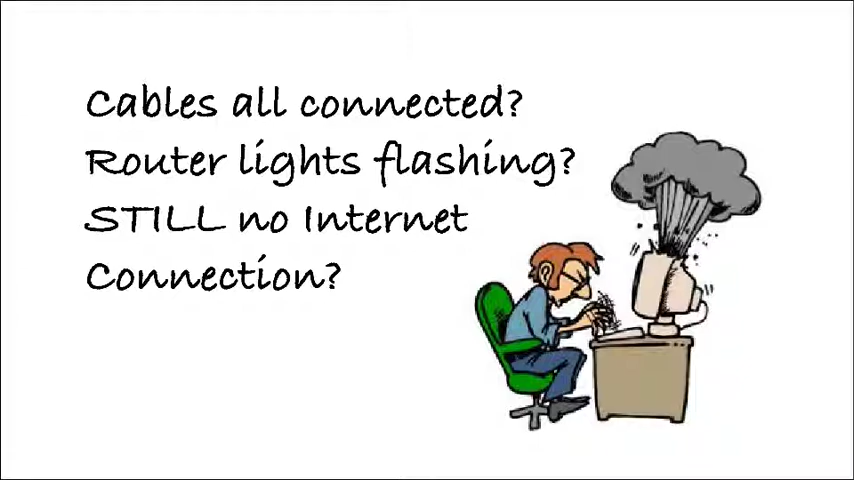 Cables all connected?
Router lights flashing?
STILL no Internet
Connection?